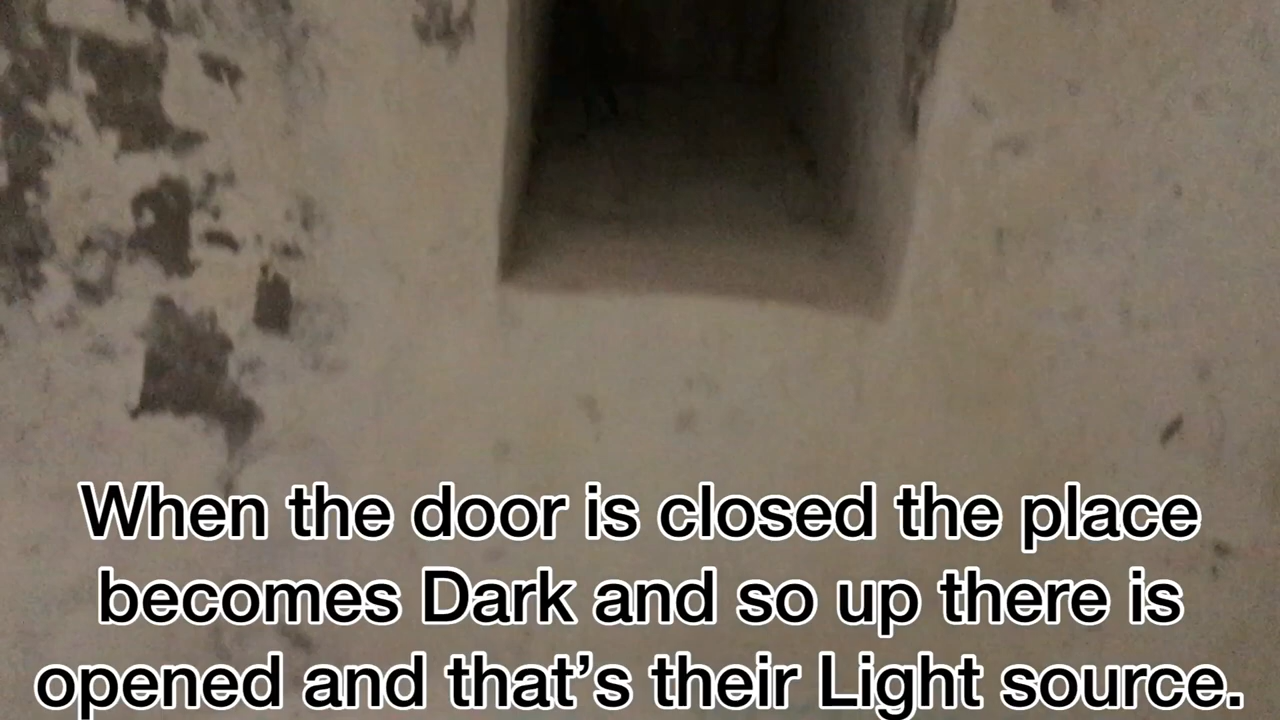 When the door is closed the place
becomes Dark and so up there is
opened and that’s their Light source.